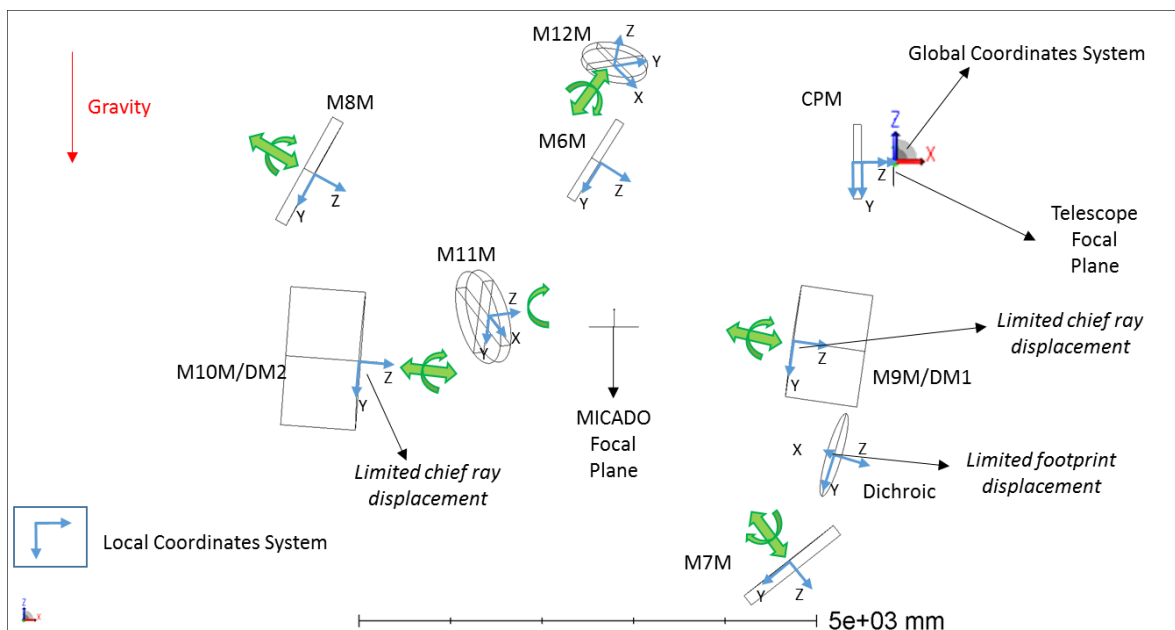 M12M
Z
Y
X
Global Coordinates System
Gravity
M8M
M6M
CPM
Z
X
Z
Y
Z
Y
Z
Y
Z
Telescope
Focal
Plane
M11M
Z
X
Y
Limited chief ray
displacement
Z
Y
M10M/DM2
Z
Y
M9M/DM1
MICADO
Focal
Plane
Limited chief ray
displacement
X
Z
Y
Dichroic
Limited footprint
displacement
Local Coordinates System
M7M
Y
Z
5e+03 mm